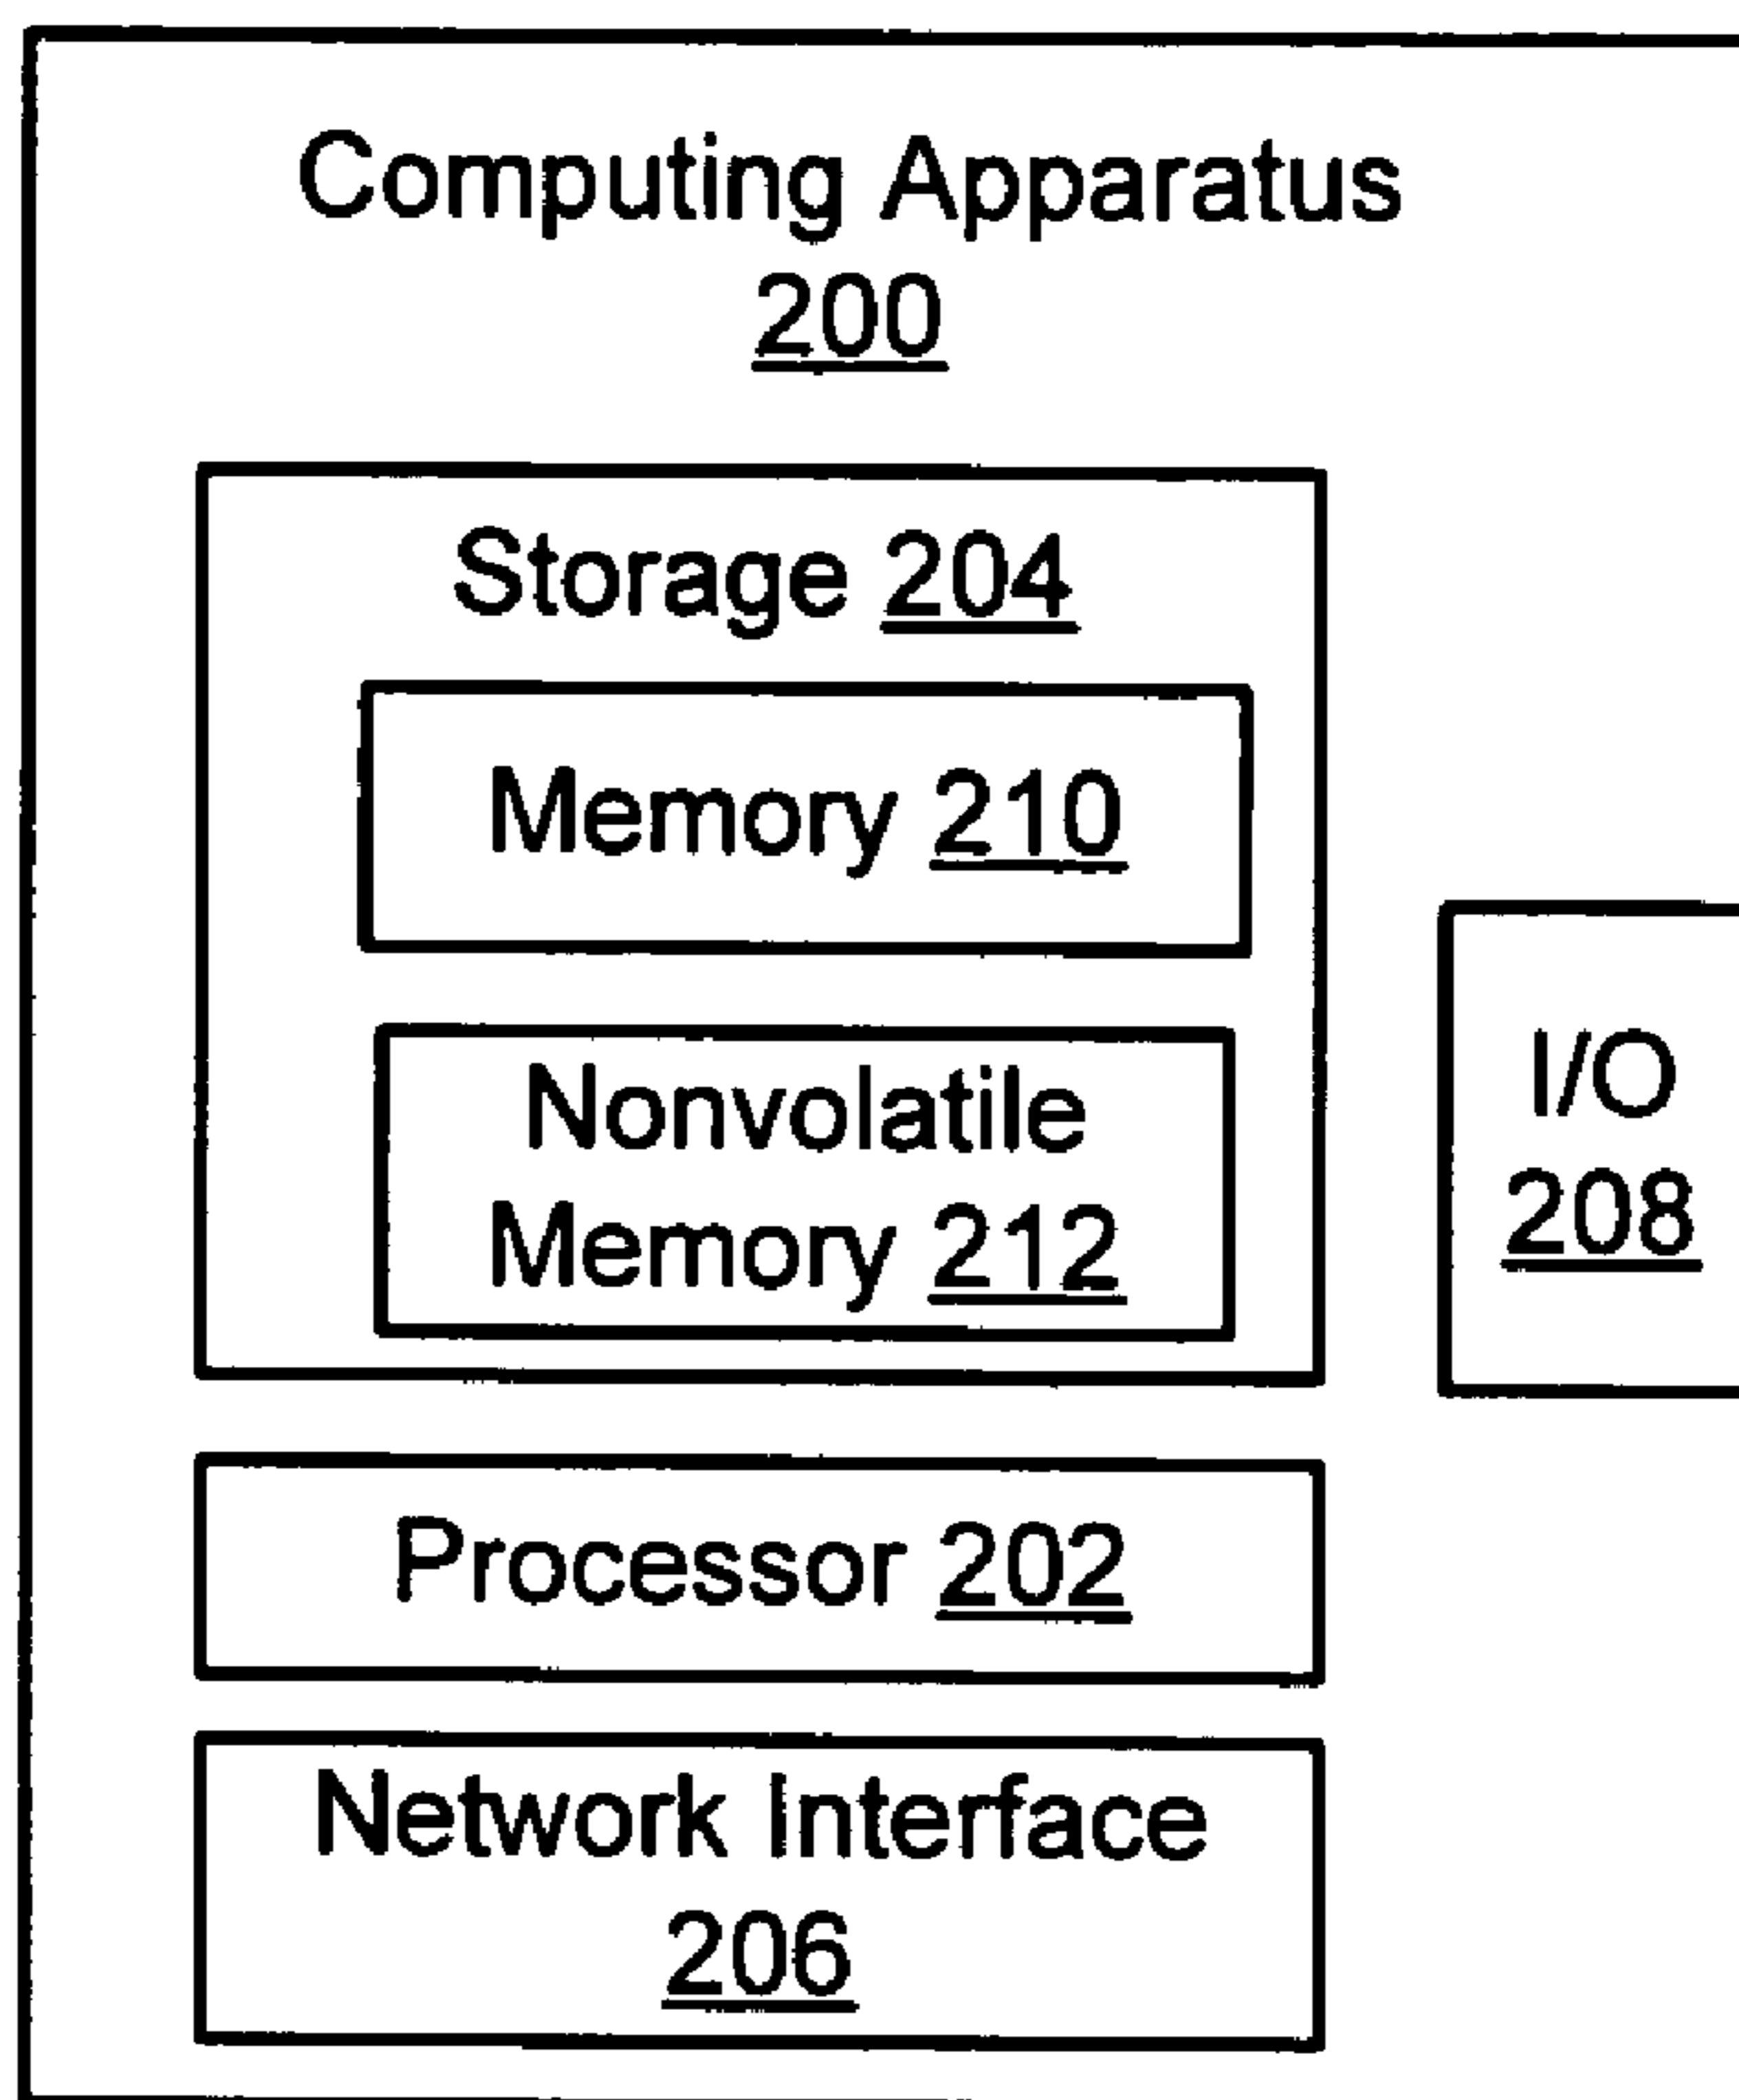 Computing Apparatus
200
Storage 204
Memory 210
Nonvolatile
Memory 212
I/O
208
Processor 202
Network Interface
206